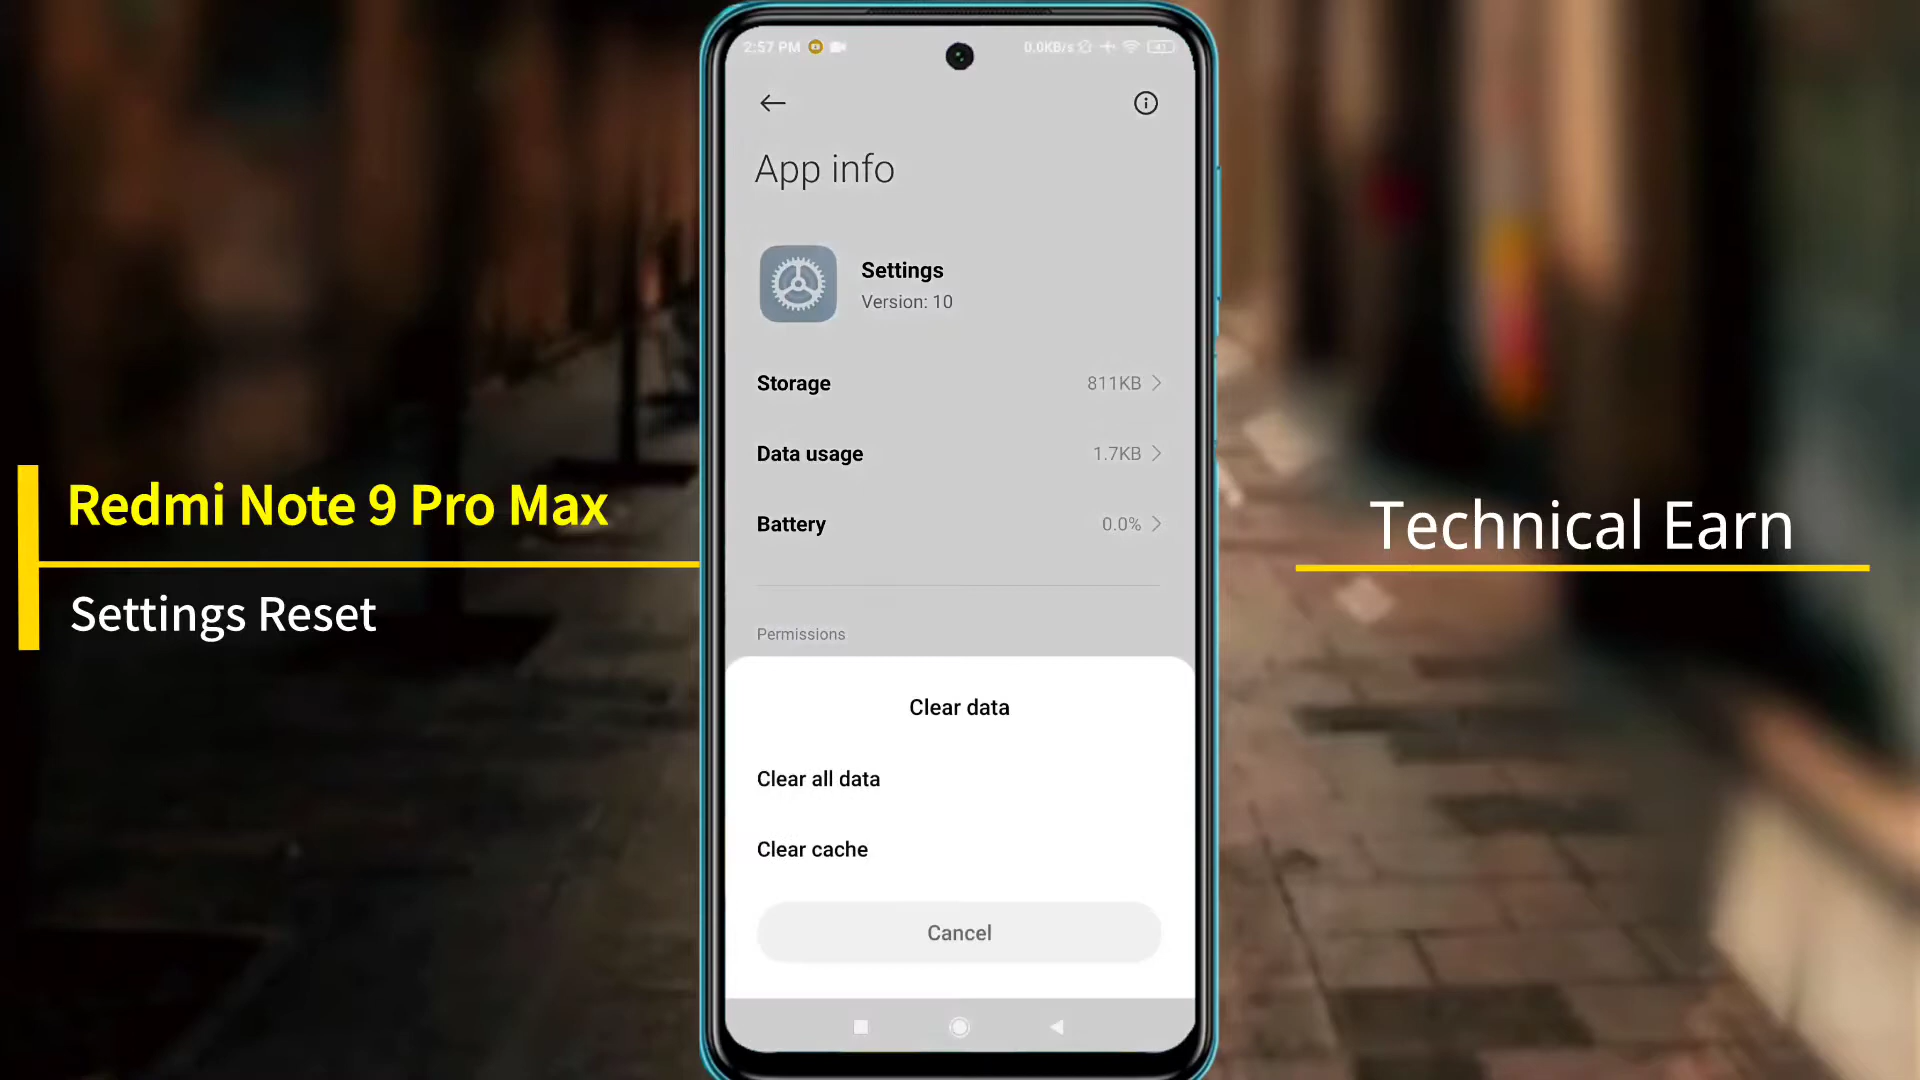 2:57 PM
0.0KB/s
41
App info
Settings
Version: 10
Storage 811KB
Data usage 1.7KB
Battery 0.0%
Permissions
Clear data
Clear all data
Clear cache
Cancel
Redmi Note 9 Pro Max
Settings Reset
Technical Earn